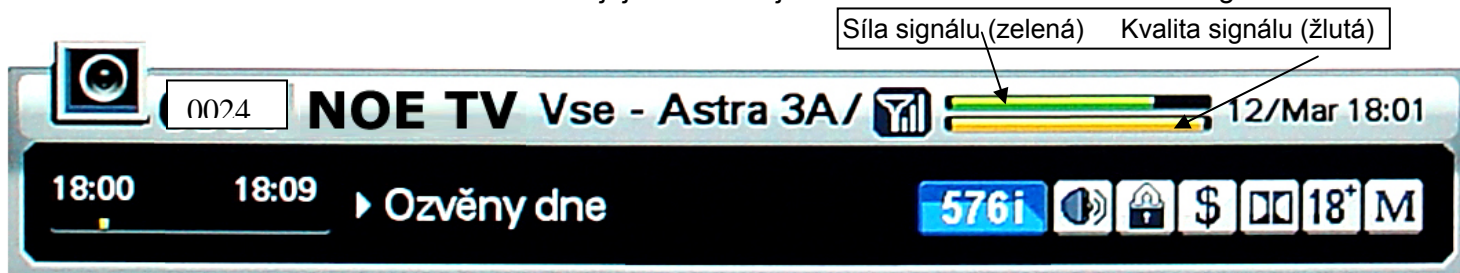 Síla signálu (zelená) Kvalita signálu (žlutá)
0024 NOE TV Vse - Astra 3A/ 12/Mar 18:01
18:00 18:09 Ozvěny dne 576i $ 18+ M